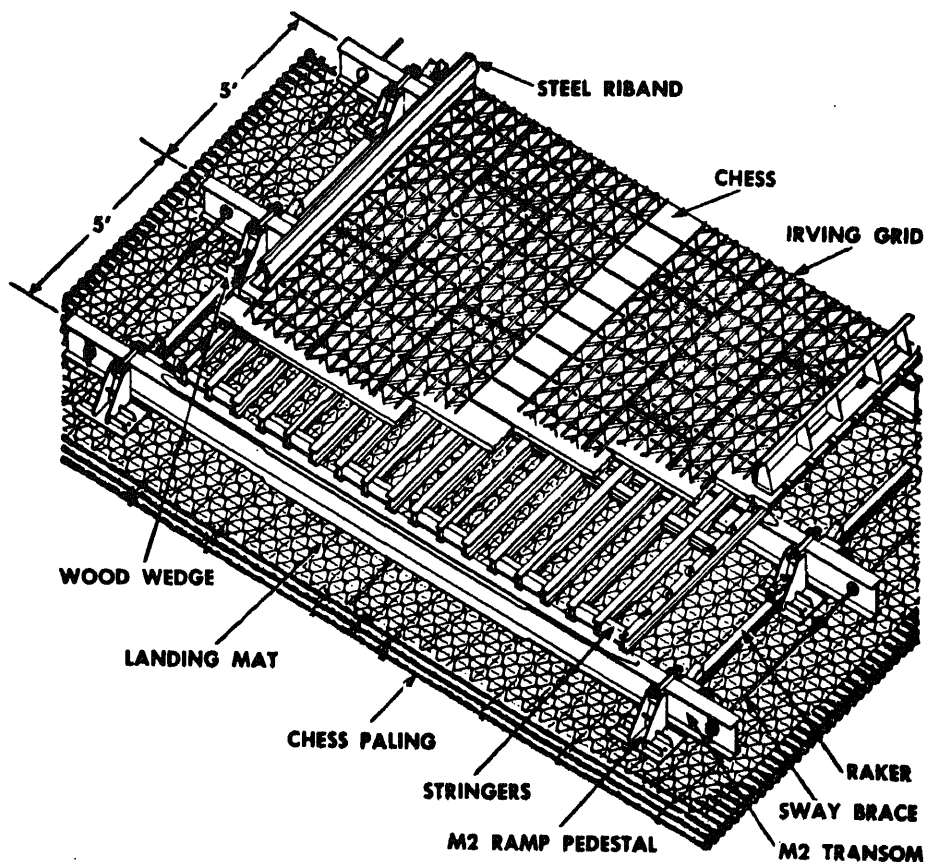 5'
STEEL RIBAND
CHESS
5'
IRVING GRID
WOOD WEDGE
LANDING MAT
CHESS PALING
STRINGERS
RAKER
SWAY BRACE
M2 RAMP PEDESTAL
M2 TRANSOM